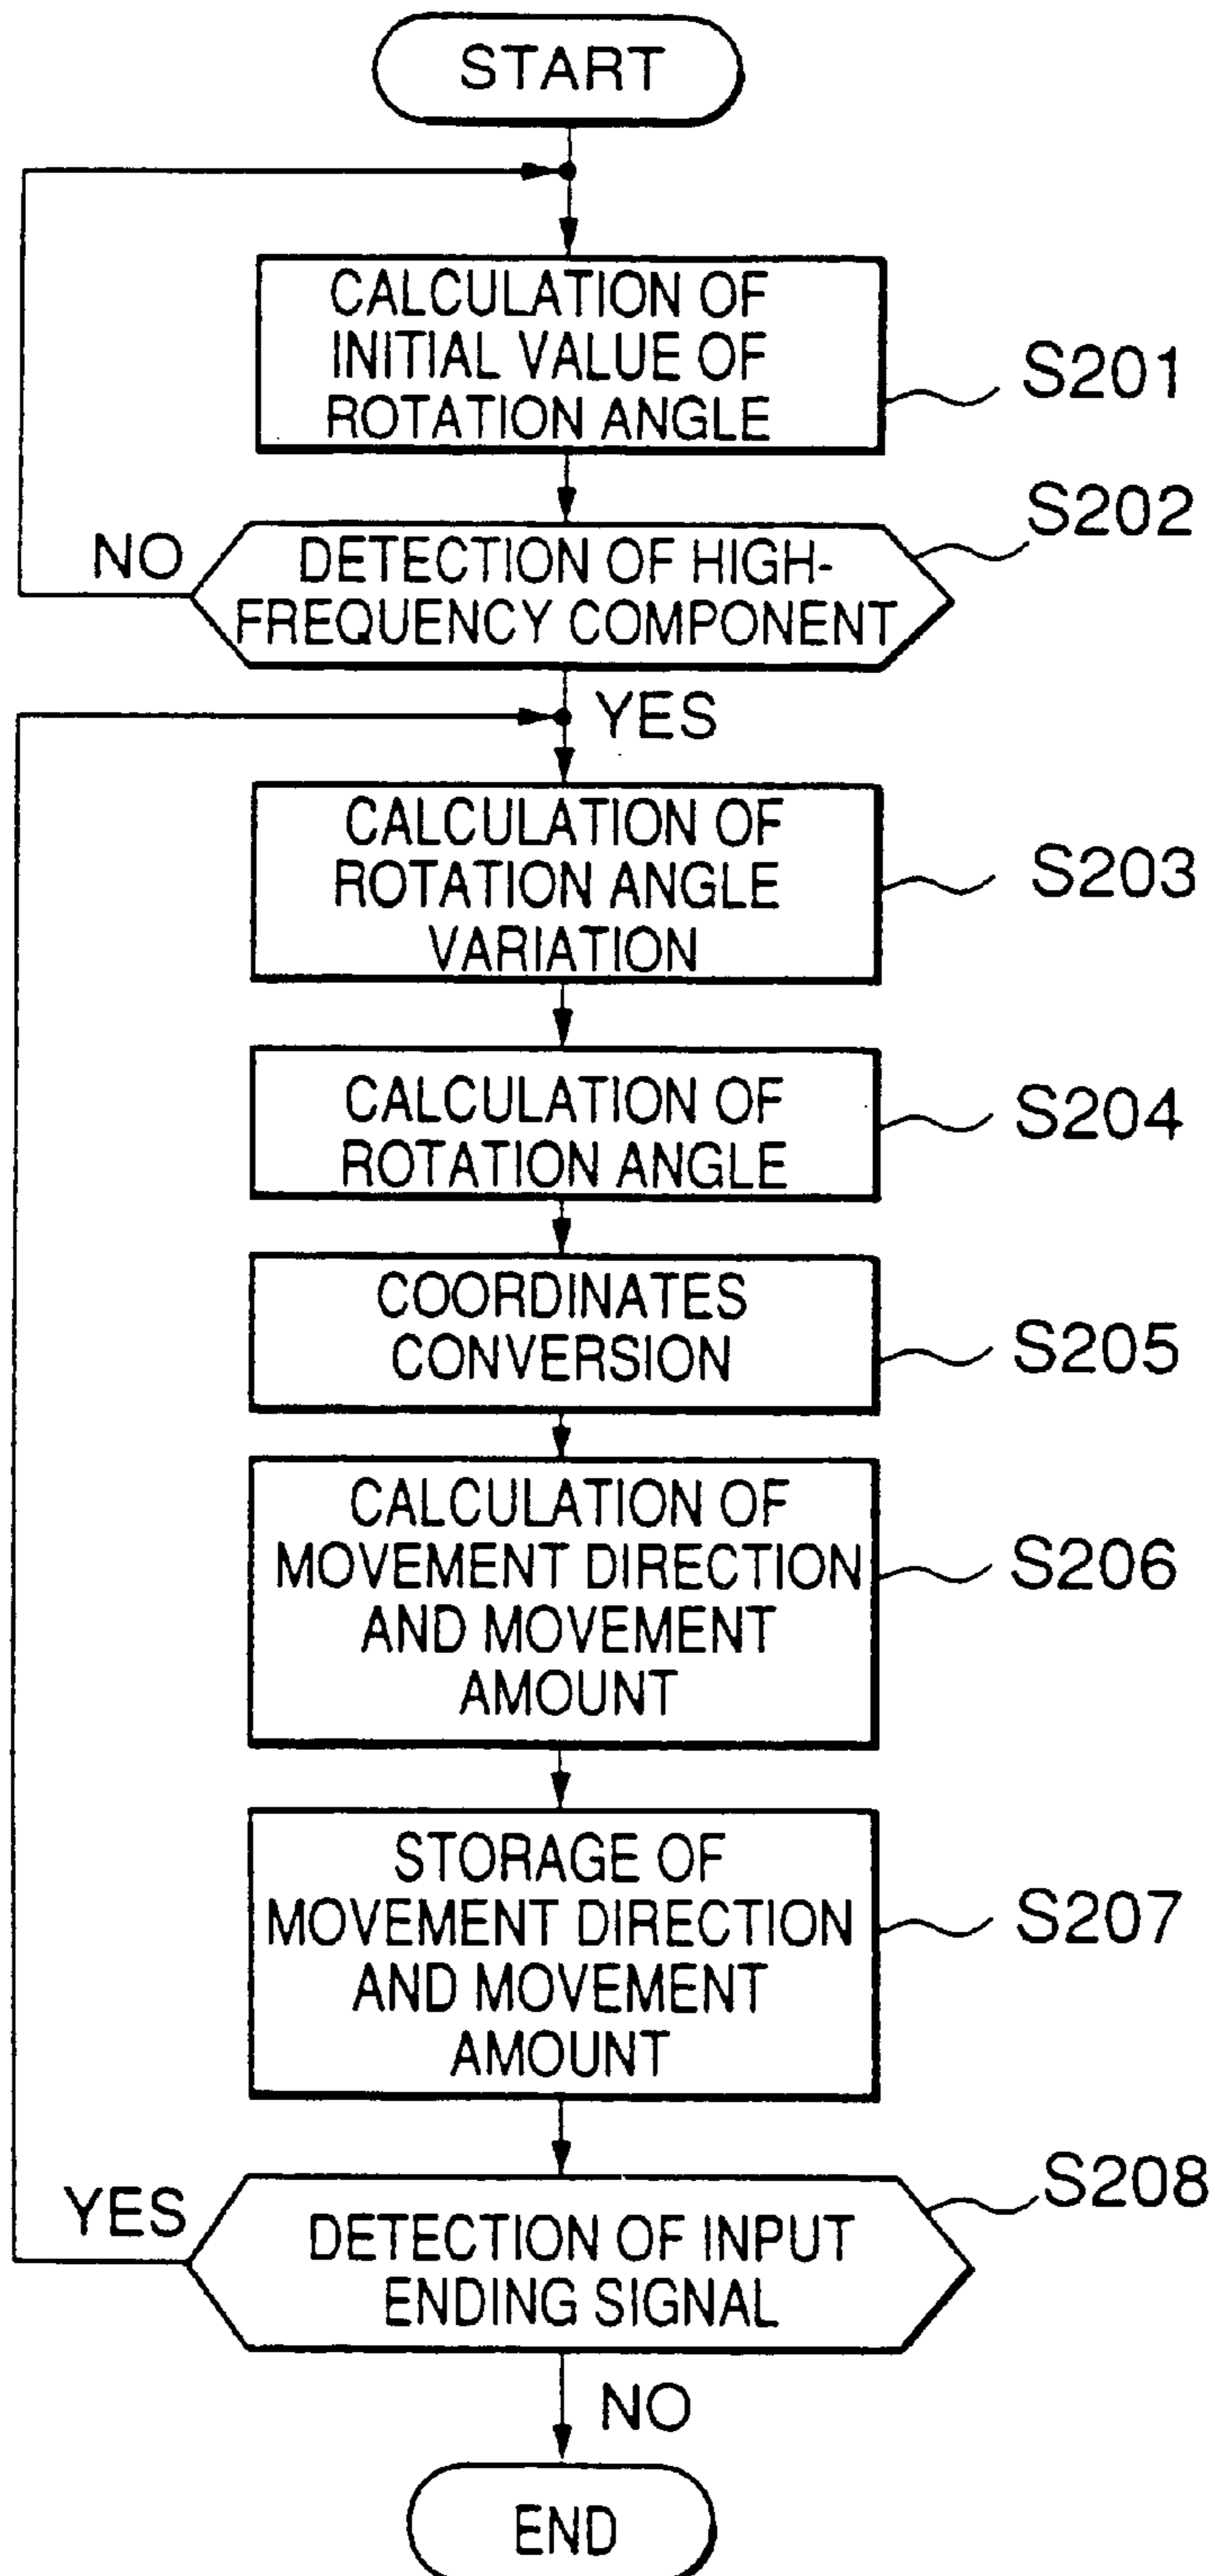 START
CALCULATION OF
INITIAL VALUE OF
ROTATION ANGLE
S201
S202
NO
DETECTION OF HIGH-
FREQUENCY COMPONENT
YES
CALCULATION OF
ROTATION ANGLE
VARIATION
S203
CALCULATION OF
ROTATION ANGLE
S204
COORDINATES
CONVERSION
S205
CALCULATION OF
MOVEMENT DIRECTION
AND MOVEMENT
AMOUNT
S206
STORAGE OF
MOVEMENT DIRECTION
AND MOVEMENT
AMOUNT
S207
S208
YES
DETECTION OF INPUT
ENDING SIGNAL
NO
END